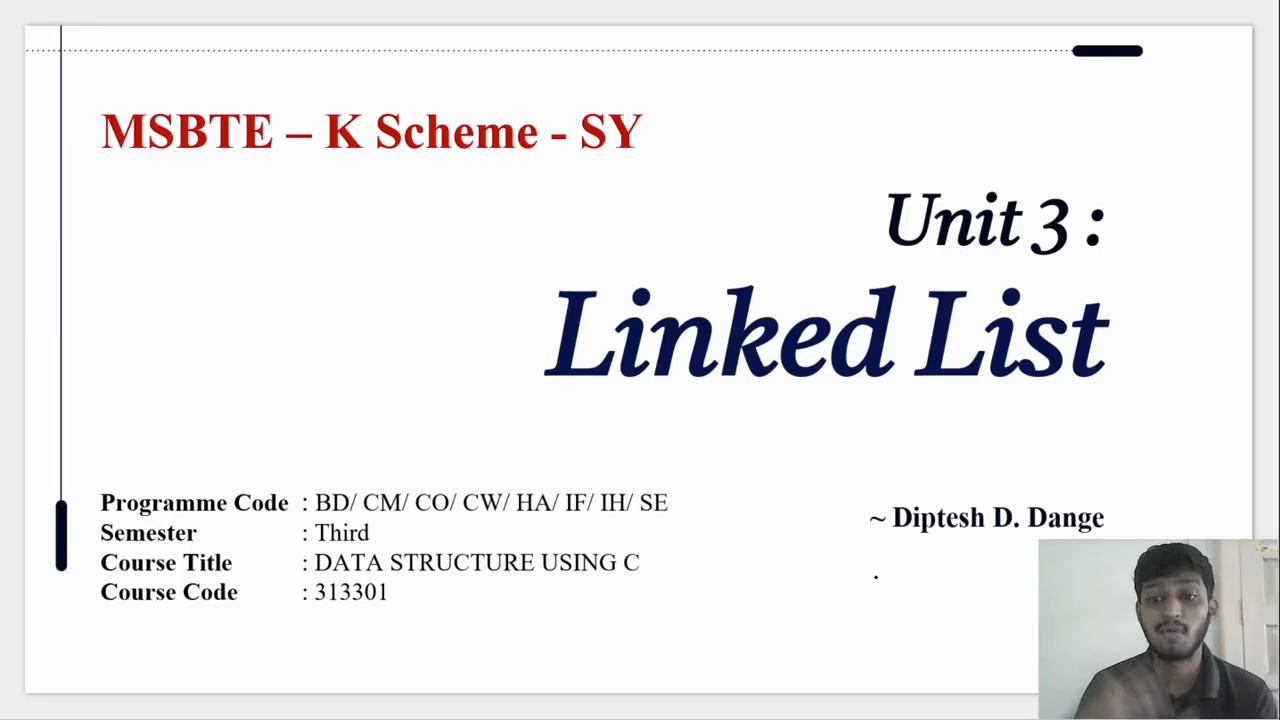 MSBTE – K Scheme - SY
Unit 3 :
Linked List
Programme Code : BD/ CM/ CO/ CW/ HA/ IF/ IH/ SE
Semester : Third
Course Title : DATA STRUCTURE USING C
Course Code : 313301
~ Diptesh D. Dange